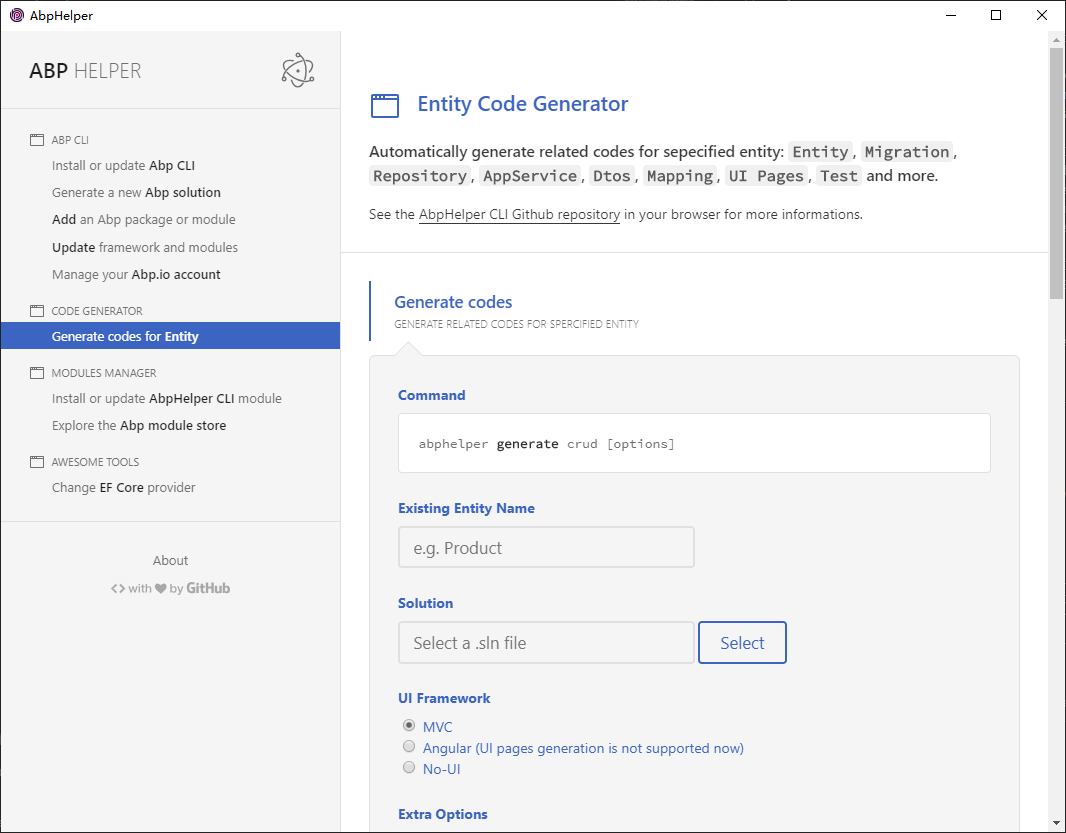 AbpHelper
ABP HELPER
ABP CLI
Install or update Abp CLI
Generate a new Abp solution
Add an Abp package or module
Update framework and modules
Manage your Abp.io account
CODE GENERATOR
Generate codes for Entity
MODULES MANAGER
Install or update AbpHelper CLI module
Explore the Abp module store
AWESOME TOOLS
Change EF Core provider
About
<> with ♥ by GitHub
Entity Code Generator
Automatically generate related codes for sepecified entity: Entity, Migration,
Repository, AppService, Dtos, Mapping, UI Pages, Test and more.
See the AbpHelper CLI Github repository in your browser for more informations.
Generate codes
GENERATE RELATED CODES FOR SPERCIFIED ENTITY
Command
abphelper generate crud [options]
Existing Entity Name
e.g. Product
Solution
Select a .sln file
Select
UI Framework
MVC
Angular (UI pages generation is not supported now)
No-UI
Extra Options